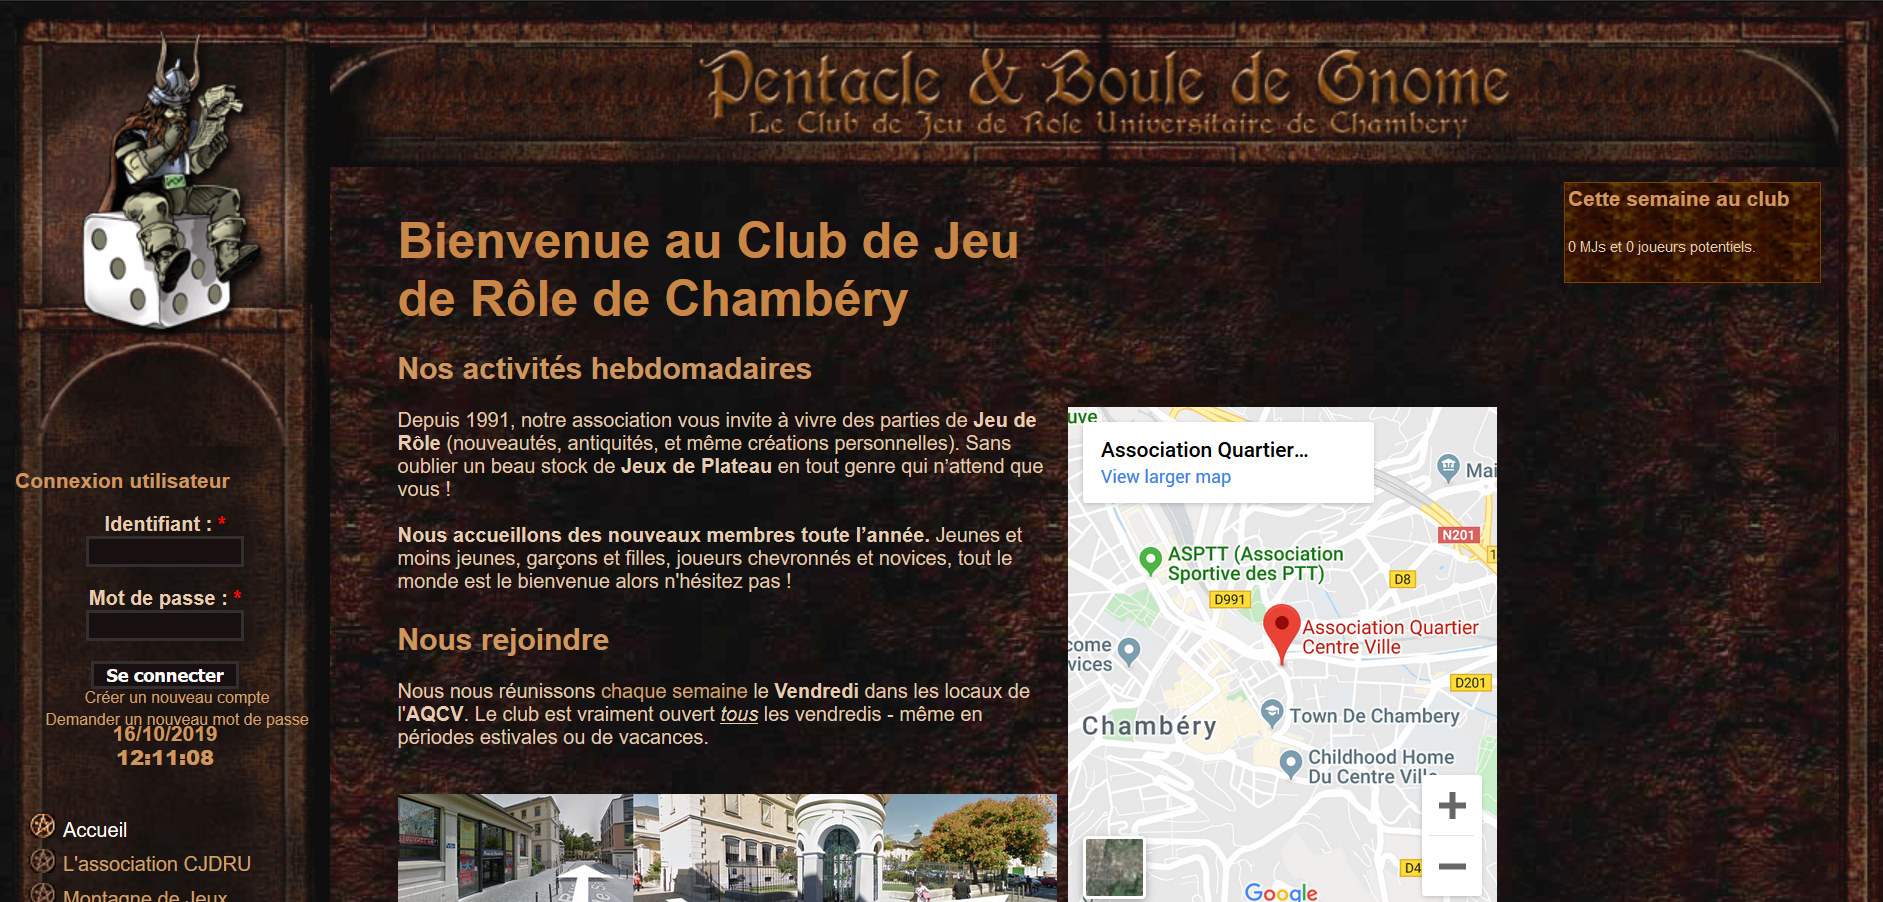 Pentacle & Boule de Gnome
Le Club de Jeu de Role Universitaire de Chambery
Cette semaine au club
0 MJs et 0 joueurs potentiels.
Bienvenue au Club de Jeu
de Rôle de Chambéry
Nos activités hebdomadaires
Depuis 1991, notre association vous invite à vivre des parties de Jeu de
Rôle (nouveautés, antiquités, et même créations personnelles). Sans
oublier un beau stock de Jeux de Plateau en tout genre qui n’attend que
vous !
Nous accueillons des nouveaux membres toute l’année. Jeunes et
moins jeunes, garçons et filles, joueurs chevronnés et novices, tout le
monde est le bienvenue alors n'hésitez pas !
Nous rejoindre
Nous nous réunissons chaque semaine le Vendredi dans les locaux de
l'AQCV. Le club est vraiment ouvert tous les vendredis - même en
périodes estivales ou de vacances.
Connexion utilisateur
Identifiant : *
Mot de passe : *
Se connecter
Créer un nouveau compte
Demander un nouveau mot de passe
16/10/2019
12:11:08
Accueil
L'association CJDRU
Montagne de Jeux
uve
Association Quartier...
View larger map
Mai
N201
1
ASPTT (Association
Sportive des PTT)
D8
D991
Association Quartier
Centre Ville
come
vices
D201
Town De Chambery
Chambéry
Childhood Home
Du Centre Ville
D4
Google